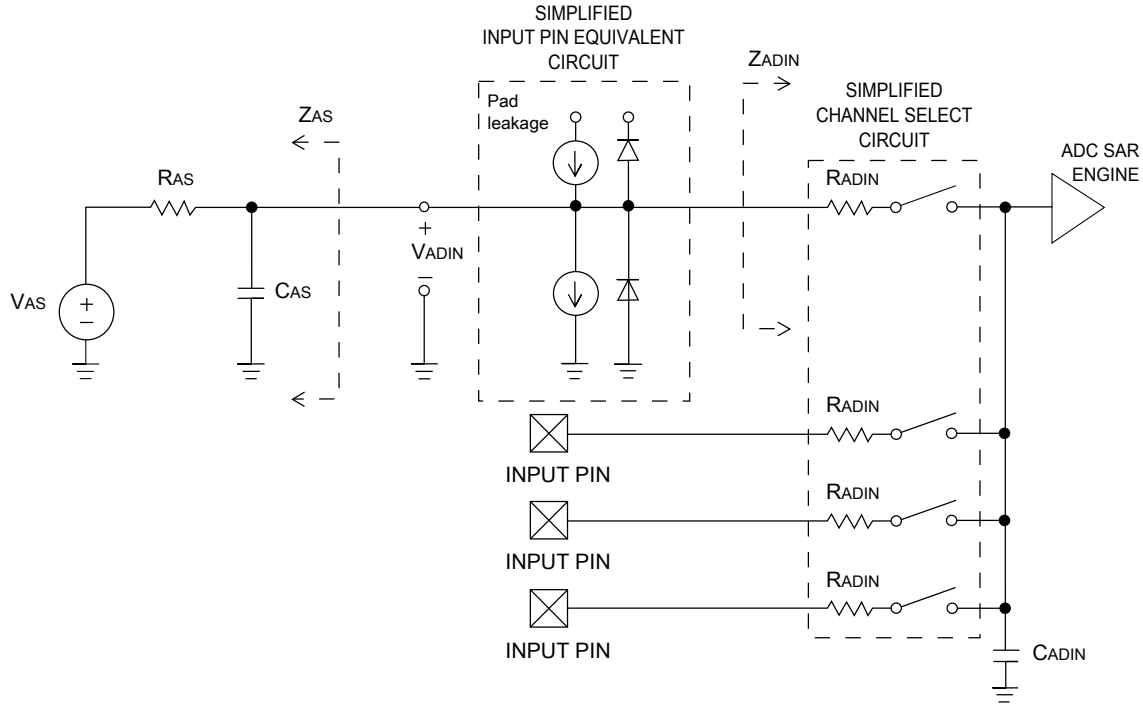 SIMPLIFIED
INPUT PIN EQUIVALENT
CIRCUIT
ZADIN
SIMPLIFIED
CHANNEL SELECT
CIRCUIT
Pad
leakage
ZAS
ADC SAR
ENGINE
RAS
RADIN
+
VADIN
–
CAS
VAS
+
–
RADIN
INPUT PIN
RADIN
INPUT PIN
RADIN
INPUT PIN
CADIN